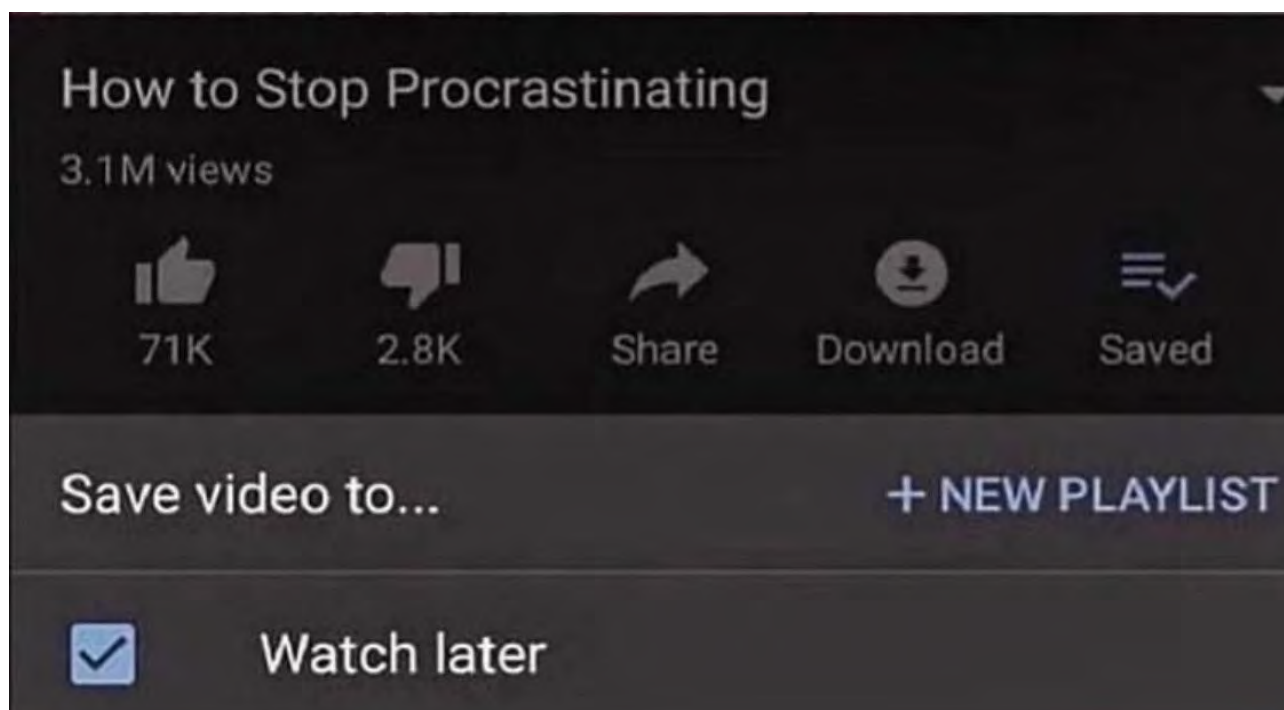 How to Stop Procrastinating
3.1M views
71K 2.8K Share Download Saved
Save video to... + NEW PLAYLIST
Watch later